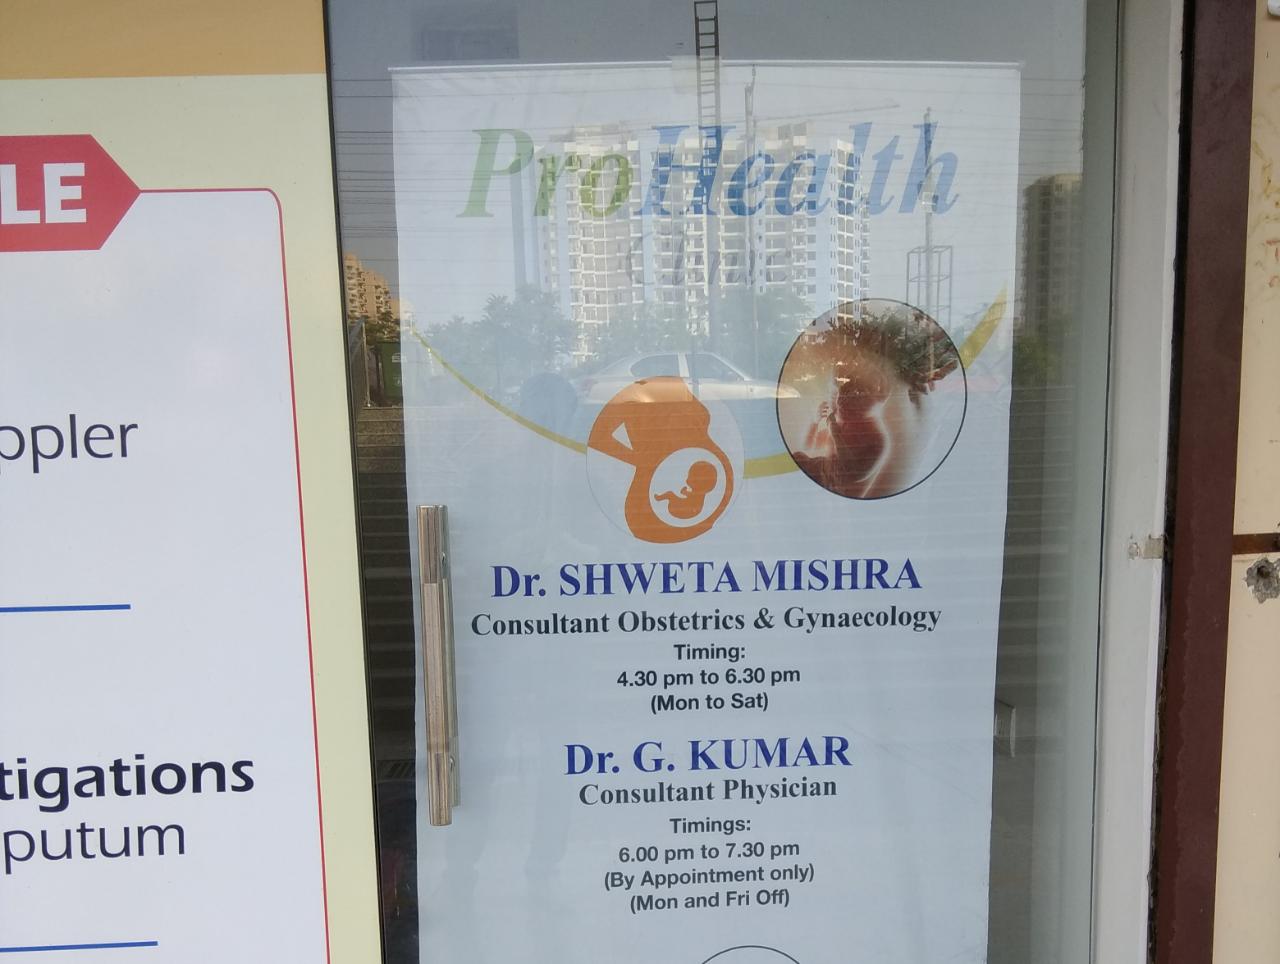 LE
ppler
tigations
putum
ProHealth
Clinic
Dr. SHWETA MISHRA
Consultant Obstetrics & Gynaecology
Timing:
4.30 pm to 6.30 pm
(Mon to Sat)
Dr. G. KUMAR
Consultant Physician
Timings:
6.00 pm to 7.30 pm
(By Appointment only)
(Mon and Fri Off)